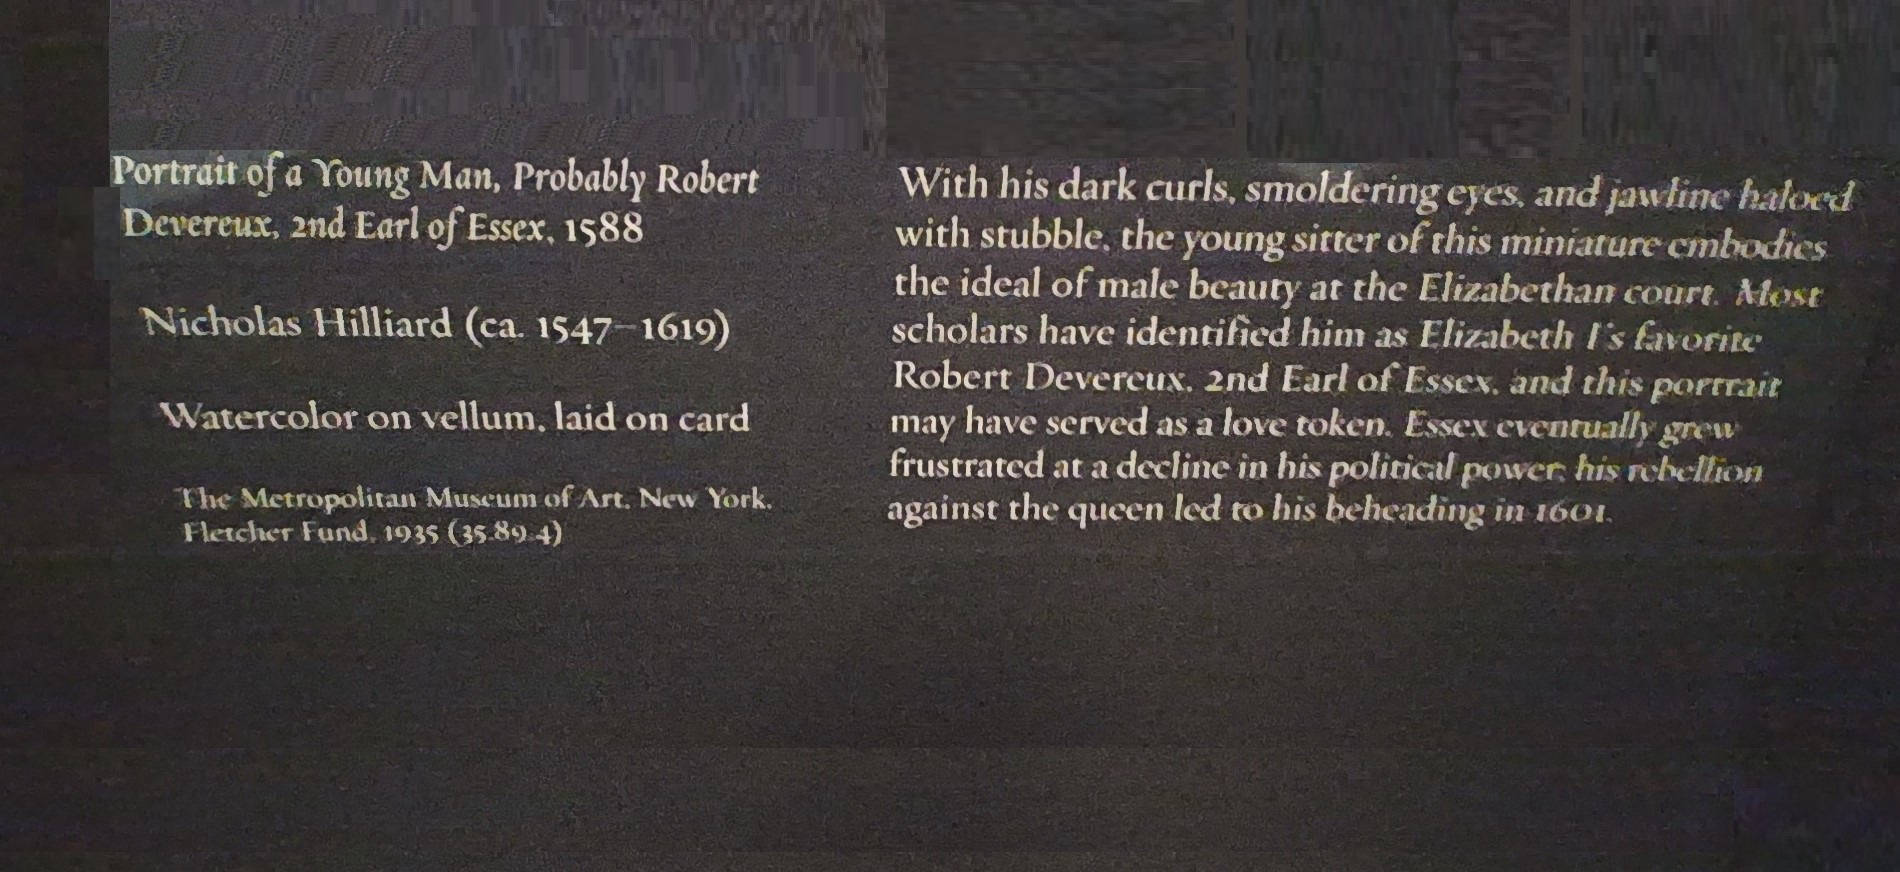 Portrait of a Young Man, Probably Robert
Devereux, 2nd Earl of Essex, 1588
Nicholas Hilliard (ca. 1547–1619)
Watercolor on vellum, laid on card
The Metropolitan Museum of Art, New York,
Fletcher Fund, 1935 (35.89.4)
With his dark curls, smoldering eyes, and jawline haloed
with stubble, the young sitter of this miniature embodies
the ideal of male beauty at the Elizabethan court. Most
scholars have identified him as Elizabeth I's favorite
Robert Devereux, 2nd Earl of Essex, and this portrait
may have served as a love token. Essex eventually grew
frustrated at a decline in his political power; his rebellion
against the queen led to his beheading in 1601.